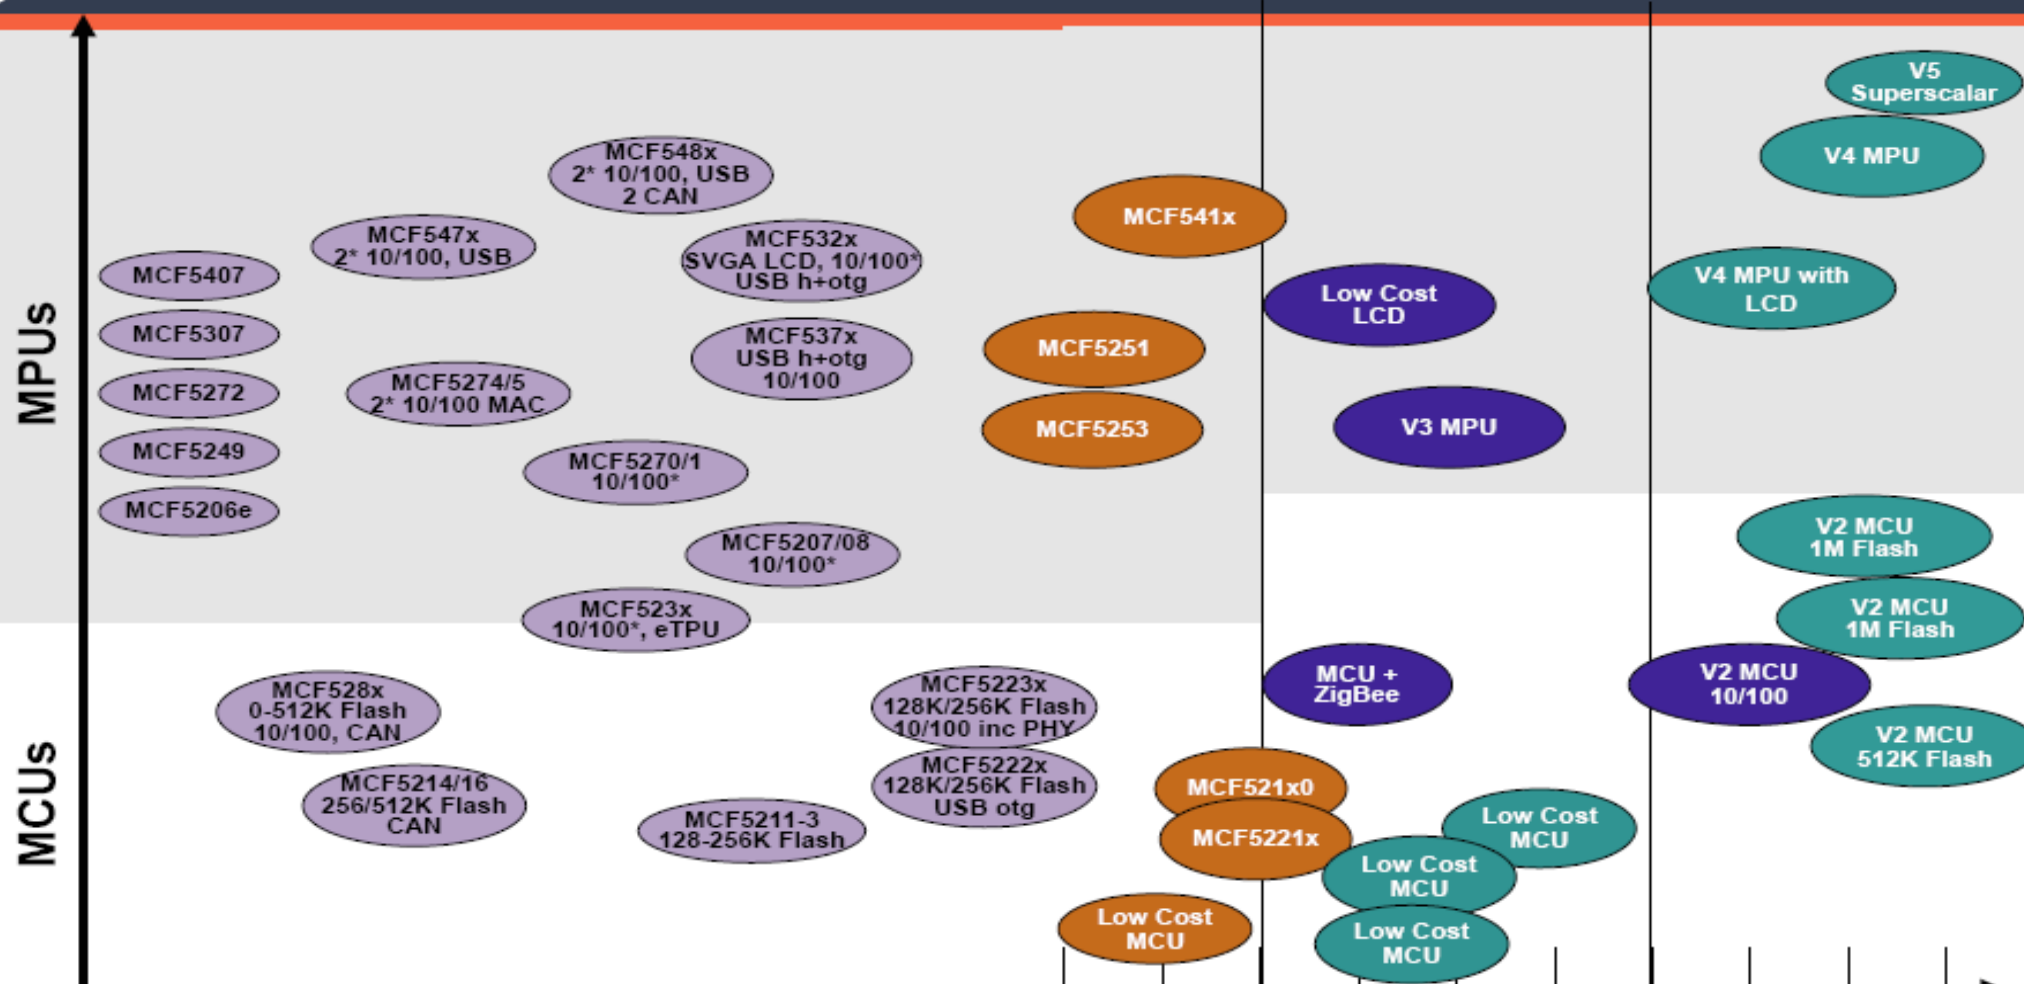 V5
Superscalar
V4 MPU
MCF548x
2* 10/100, USB
2 CAN
MCF541x
MCF547x
2* 10/100, USB
MCF532x
SVGA LCD, 10/100*
USB h+otg
MCF5407
V4 MPU with
LCD
Low Cost
LCD
MPUs
MCF5307
MCF537x
USB h+otg
10/100
MCF5251
MCF5272
MCF5274/5
2* 10/100 MAC
MCF5253
V3 MPU
MCF5249
MCF5270/1
10/100*
MCF5206e
MCF5207/08
10/100*
V2 MCU
1M Flash
MCF523x
10/100*, eTPU
V2 MCU
1M Flash
MCUs
MCF528x
0-512K Flash
10/100, CAN
MCF5223x
128K/256K Flash
10/100 inc PHY
MCU +
ZigBee
V2 MCU
10/100
V2 MCU
512K Flash
MCF5214/16
256/512K Flash
CAN
MCF5222x
128K/256K Flash
USB otg
MCF521x0
MCF5211-3
128-256K Flash
MCF5221x
Low Cost
MCU
Low Cost
MCU
Low Cost
MCU
Low Cost
MCU